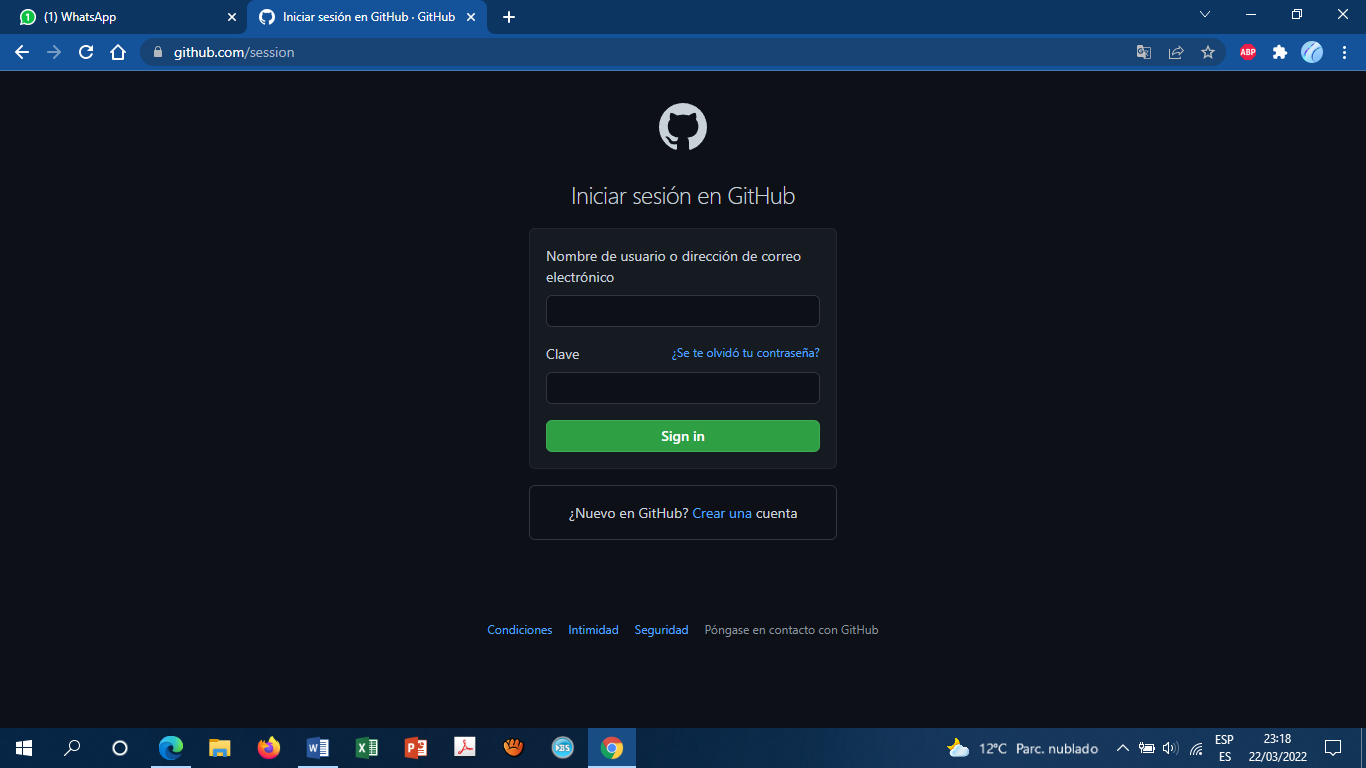 (1) WhatsApp
Iniciar sesión en GitHub · GitHub
github.com/session
ABP
Iniciar sesión en GitHub
Nombre de usuario o dirección de correo
electrónico
Clave
¿Se te olvidó tu contraseña?
Sign in
¿Nuevo en GitHub? Crear una cuenta
Condiciones
Intimidad
Seguridad
Póngase en contacto con GitHub
12°C Parc. nublado
ESP
ES
23:18
22/03/2022